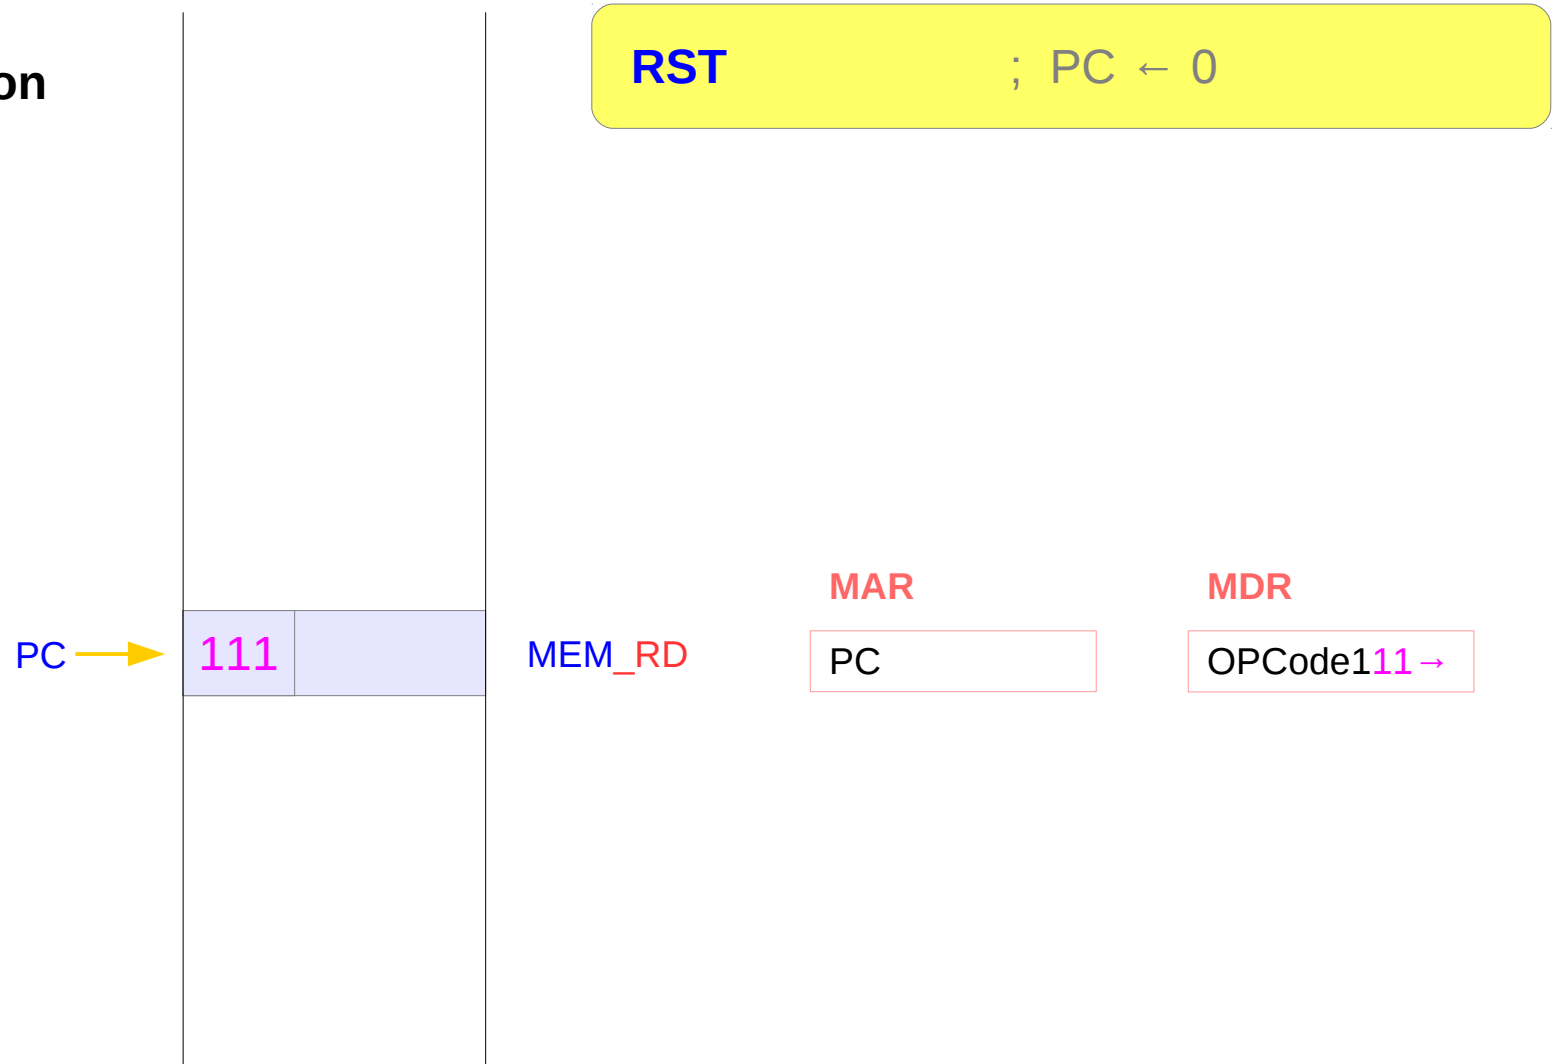 on
RST ; PC ← 0
MAR MDR
PC 111 MEM_RD PC OPCode111→